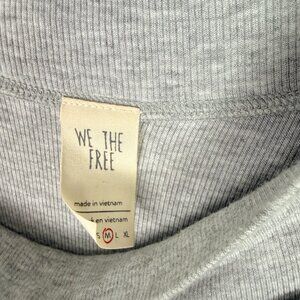 WE THE
FREE
made in vietnam
en vietnam
S M L XL